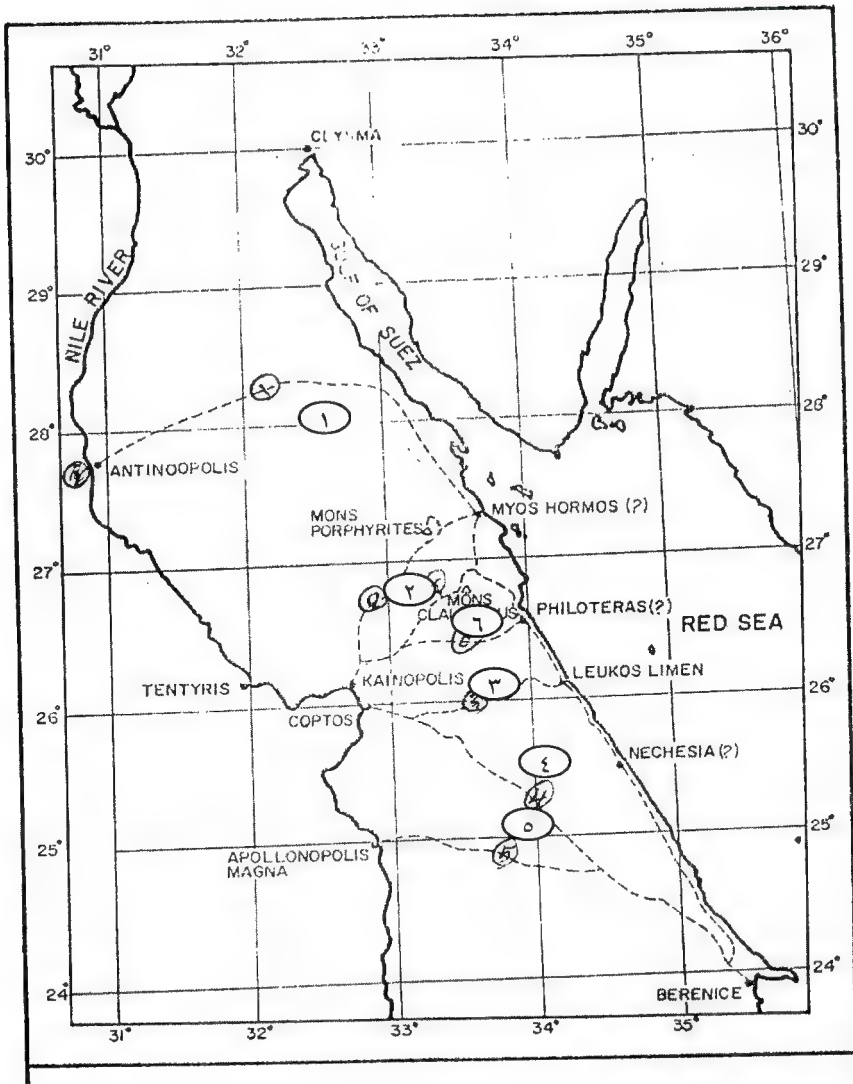 31°
32°
33°
34°
35°
36°
30°
30°
CLYSMA
29°
29°
NILE RIVER
OF SUEZ
28°
28°
١
ANTINOOPOLIS
MYOS HORMOS (?)
MONS
PORPHYRITES
27°
27°
٢
MONS
PHILOTERAS (?)
٦
RED SEA
TENTYRIS
KAINOPOLIS
٣
LEUKOS LIMEN
26°
26°
COPTOS
NECHESIA (?)
٤
٥
25°
25°
APOLLONOPOLIS
MAGNA
24°
24°
BERENICE
31°
32°
33°
34°
35°